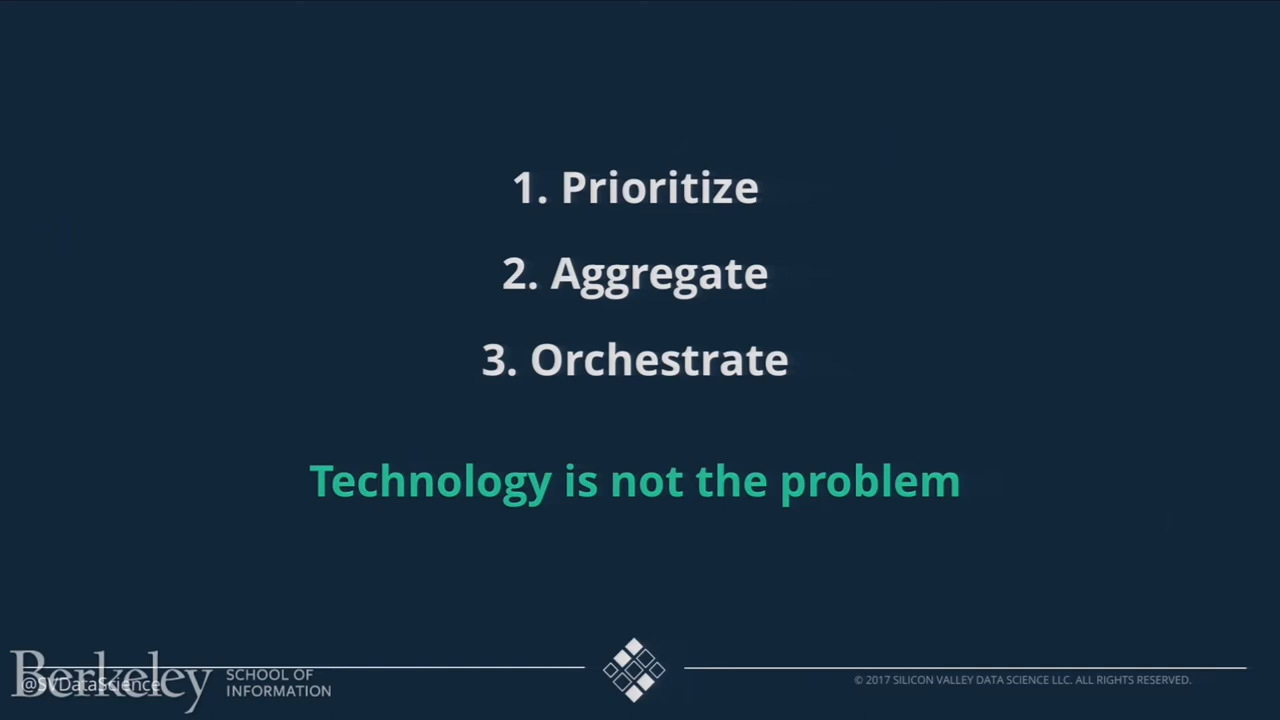 1. Prioritize
2. Aggregate
3. Orchestrate
Technology is not the problem
Berkeley
@SVDataScience
SCHOOL OF
INFORMATION
© 2017 SILICON VALLEY DATA SCIENCE LLC. ALL RIGHTS RESERVED.